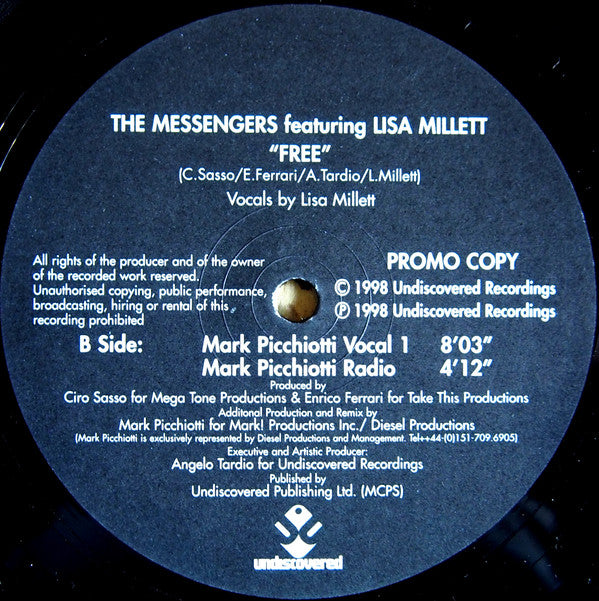 THE MESSENGERS featuring LISA MILLETT
“FREE”
(C.Sasso/E.Ferrari/A.Tardio/L.Millett)
Vocals by Lisa Millett
All rights of the producer and of the owner
of the recorded work reserved.
Unauthorised copying, public performance,
broadcasting, hiring or rental of this
recording prohibited
PROMO COPY
© 1998 Undiscovered Recordings
℗ 1998 Undiscovered Recordings
B Side: Mark Picchiotti Vocal 1 8’03”
Mark Picchiotti Radio 4’12”
Produced by
Ciro Sasso for Mega Tone Productions & Enrico Ferrari for Take This Productions
Additonal Production and Remix by
Mark Picchiotti for Mark! Productions Inc./ Diesel Productions
(Mark Picchiotti is exclusively represented by Diesel Productions and Management. Tel++44-(0)151-709.6905)
Executive and Artistic Producer:
Angelo Tardio for Undiscovered Recordings
Published by
Undiscovered Publishing Ltd. (MCPS)
undiscovered